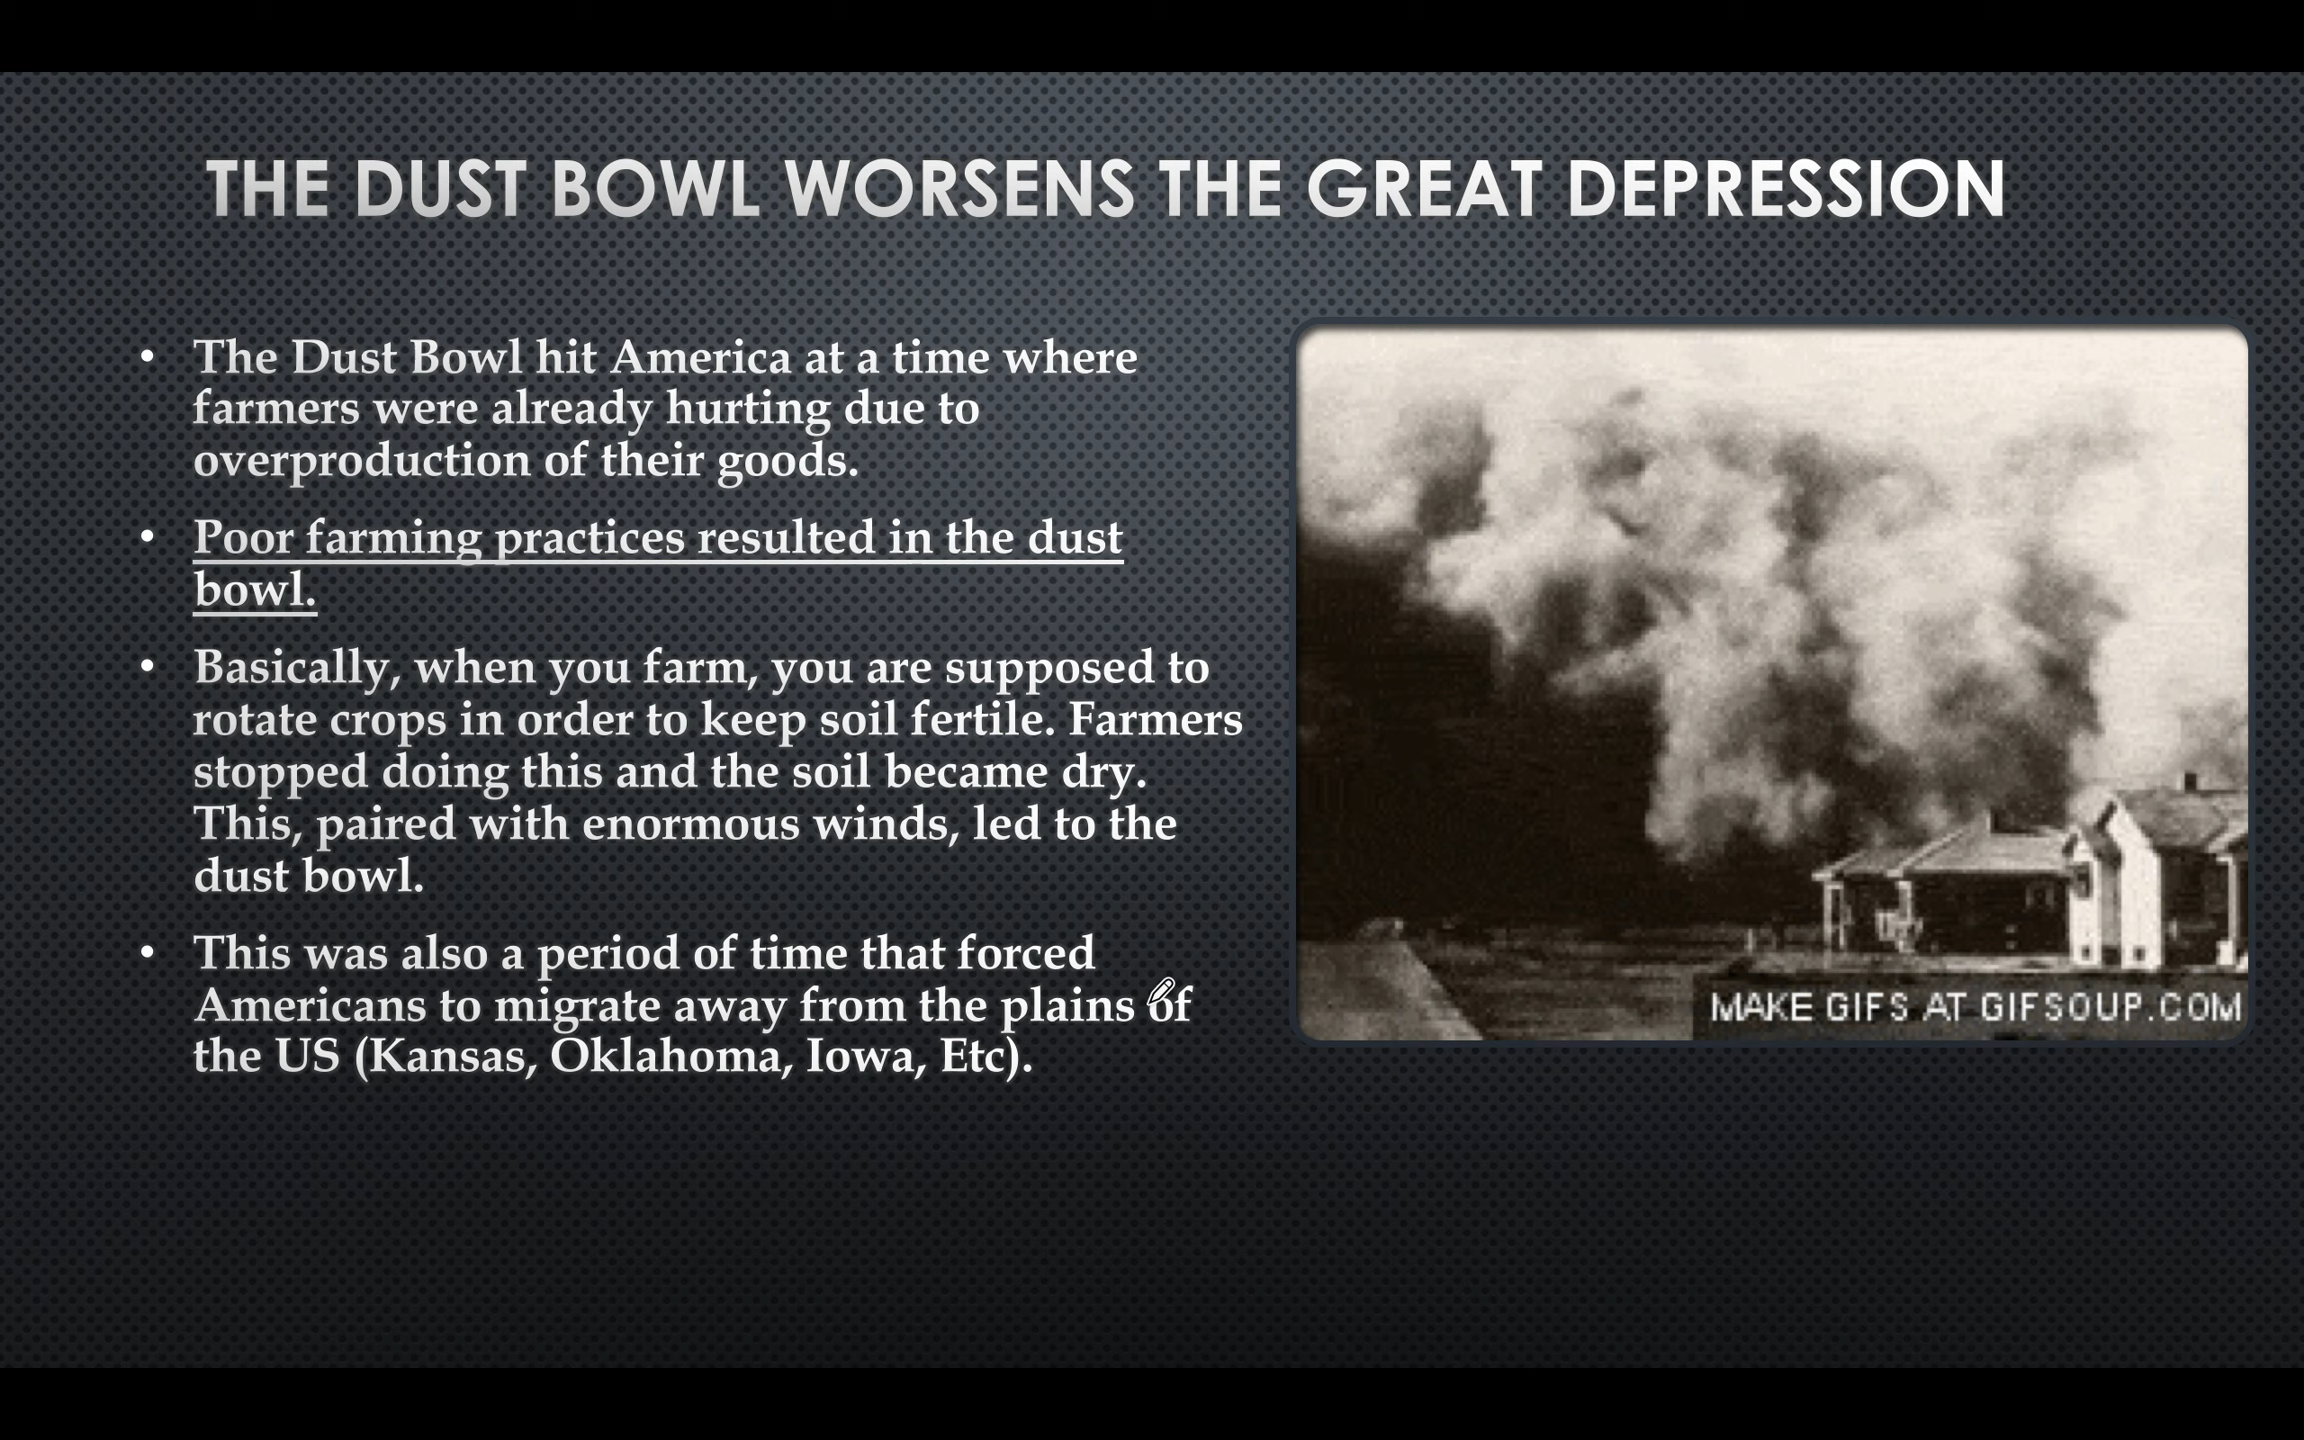 THE DUST BOWL WORSENS THE GREAT DEPRESSION
• The Dust Bowl hit America at a time where
farmers were already hurting due to
overproduction of their goods.
• Poor farming practices resulted in the dust
bowl.
• Basically, when you farm, you are supposed to
rotate crops in order to keep soil fertile. Farmers
stopped doing this and the soil became dry.
This, paired with enormous winds, led to the
dust bowl.
• This was also a period of time that forced
Americans to migrate away from the plains of
the US (Kansas, Oklahoma, Iowa, Etc).
MAKE GIFS AT GIFSOUP.COM